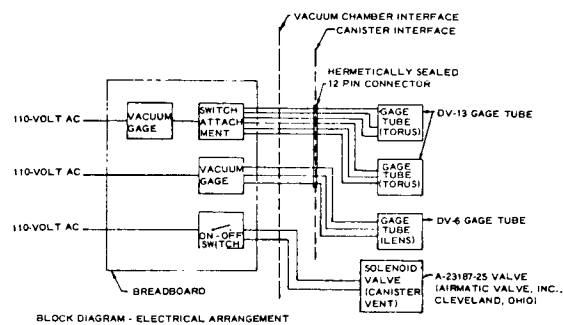 VACUUM CHAMBER INTERFACE
CANISTER INTERFACE
HERMETICALLY SEALED
12 PIN CONNECTOR
110-VOLT AC
VACUUM
GAGE
SWITCH
ATTACH
MENT
GAGE
TUBE
(TORUS)
DV-13 GAGE TUBE
GAGE
TUBE
(TORUS)
110-VOLT AC
VACUUM
GAGE
GAGE
TUBE
(LENS)
DV-6 GAGE TUBE
110-VOLT AC
ON-OFF
SWITCH
SOLENOID
VALVE
(CANISTER
VENT)
A-23187-25 VALVE
(AIRMATIC VALVE, INC.,
CLEVELAND, OHIO)
BREADBOARD
BLOCK DIAGRAM - ELECTRICAL ARRANGEMENT